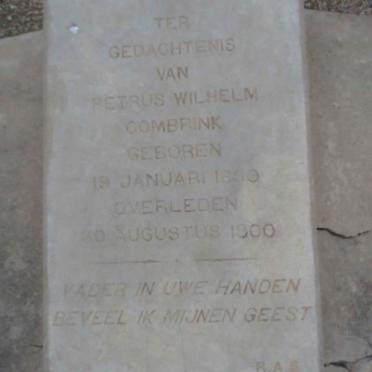 TER
GEDACHTENIS
VAN
PETRUS WILHELM
COMBRINK
GEBOREN
19 JANUARI
OVERLEDEN
AUGUSTUS 1900
VADER IN UWE HANDEN
BEVEEL IK MIJNEN GEEST